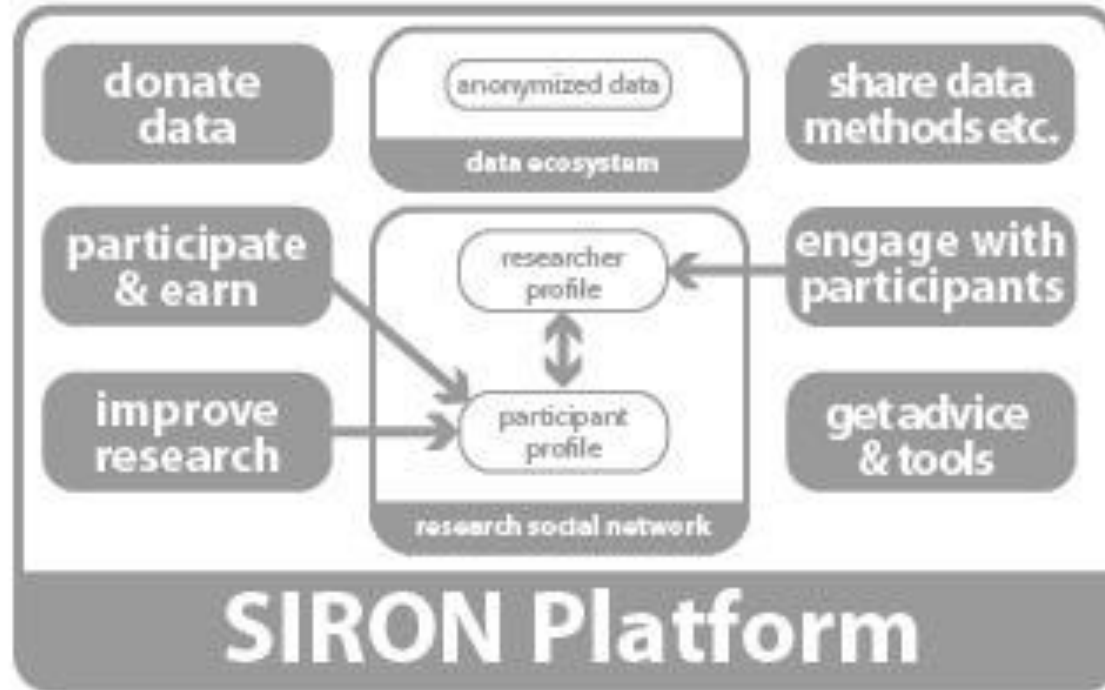 donate
data
anonymized data
data ecosystem
share data
methods etc.
participate
& earn
researcher
profile
engage with
participants
improve
research
participant
profile
research social network
get advice
& tools
SIRON Platform